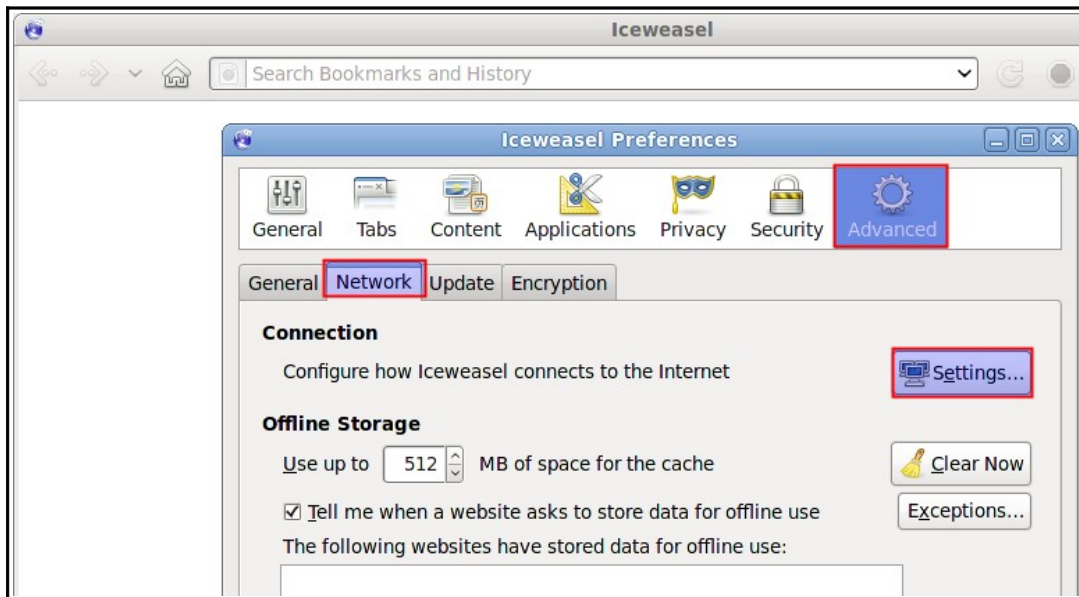 Iceweasel
Search Bookmarks and History
Iceweasel Preferences
General Tabs Content Applications Privacy Security Advanced
General Network Update Encryption
Connection
Configure how Iceweasel connects to the Internet Settings...
Offline Storage
Use up to 512 MB of space for the cache Clear Now
Tell me when a website asks to store data for offline use Exceptions...
The following websites have stored data for offline use: